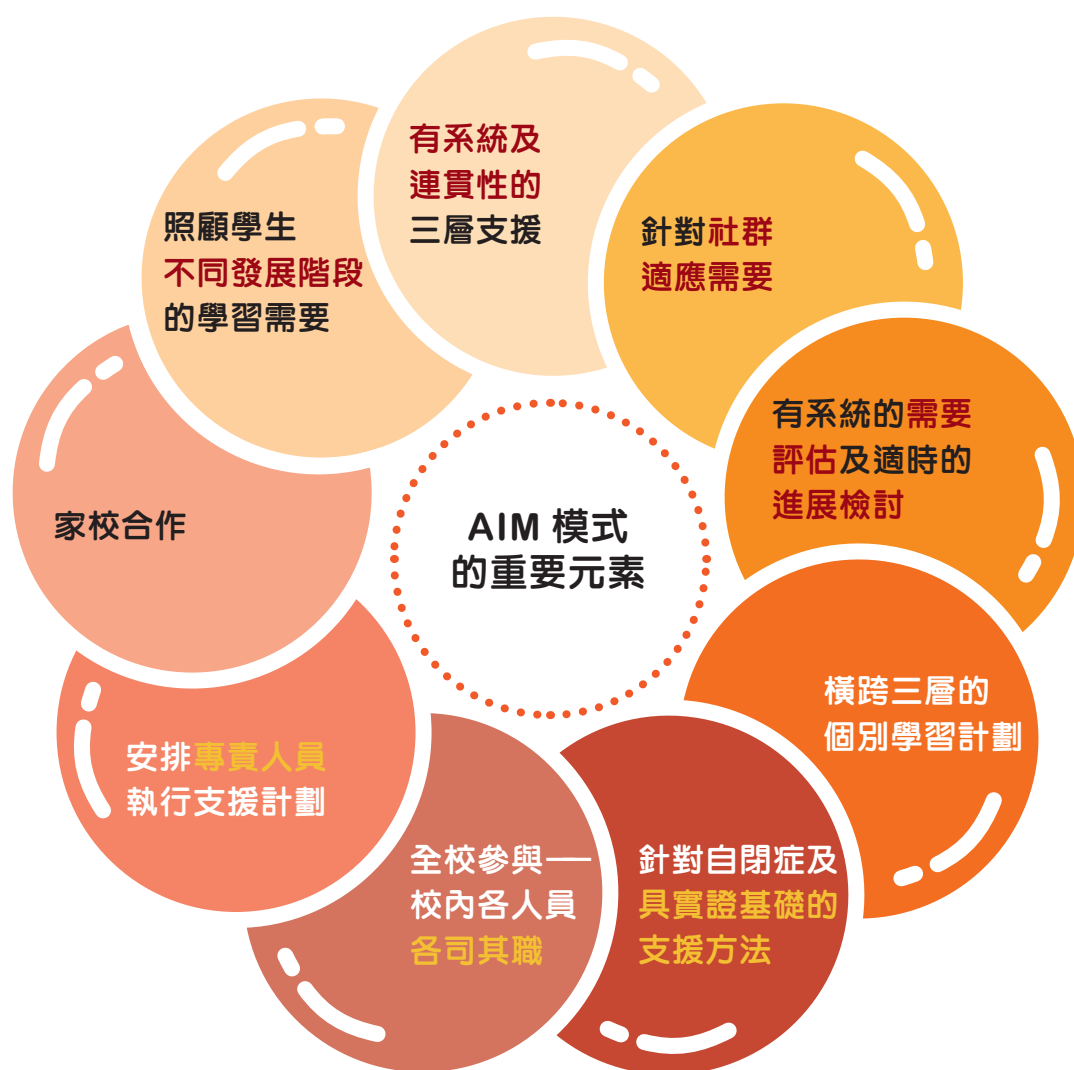 有系統及
連貫性的
三層支援
針對社群
適應需要
有系統的需要
評估及適時的
進展檢討
橫跨三層的
個別學習計劃
針對自閉症及
具實證基礎的
支援方法
全校參與——
校內各人員
各司其職
安排專責人員
執行支援計劃
家校合作
照顧學生
不同發展階段
的學習需要
AIM 模式
的重要元素